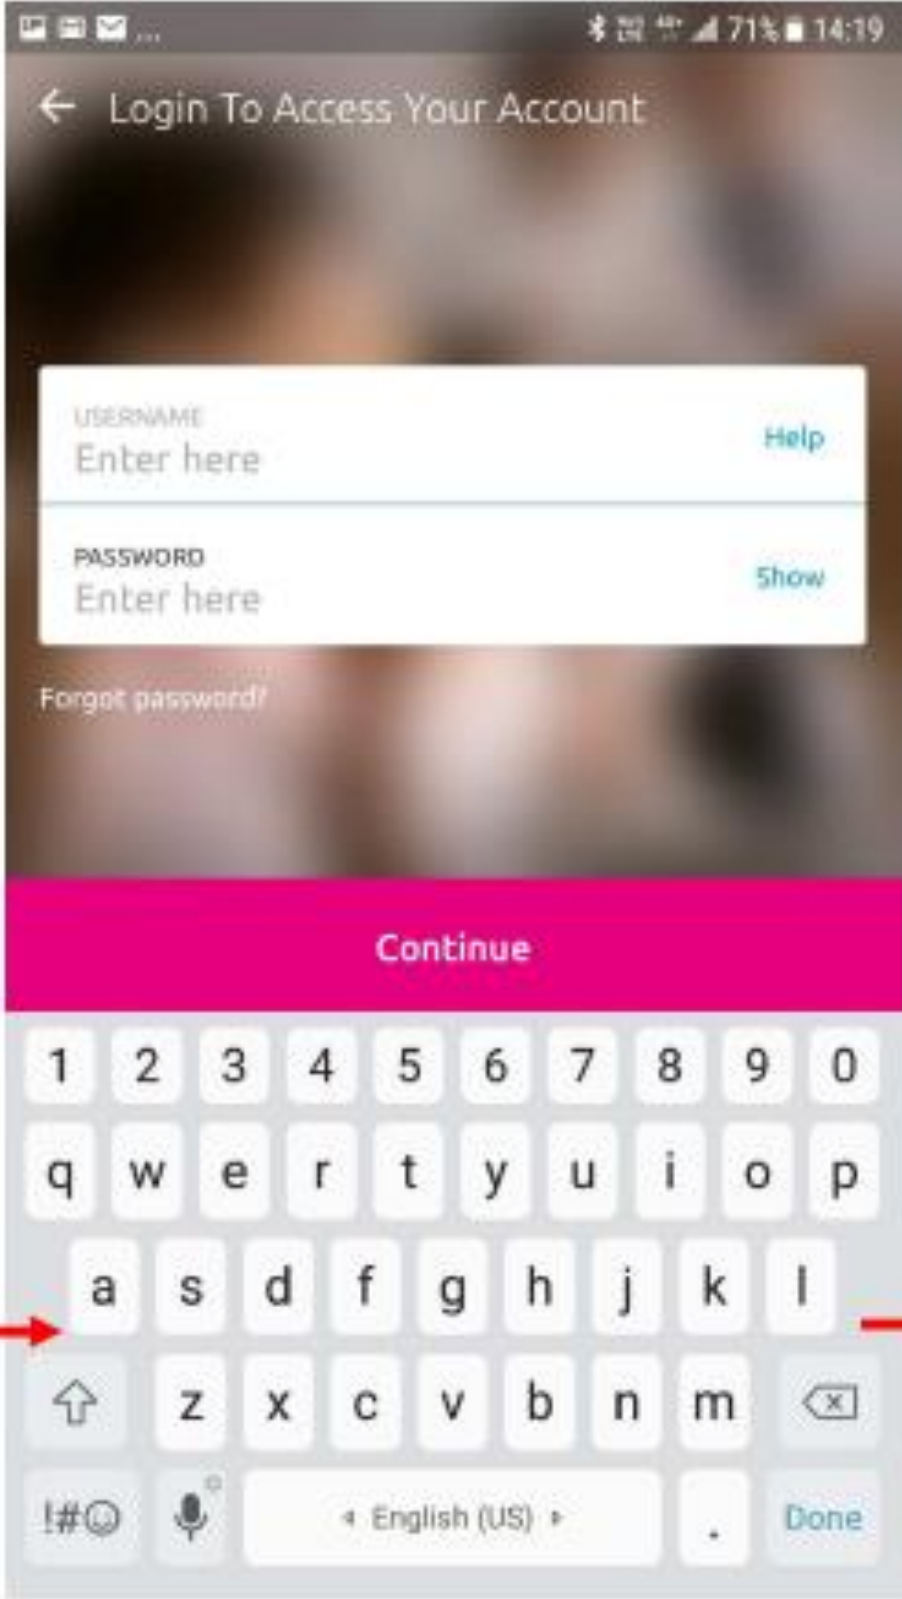 ... 71% 14:19
Login To Access Your Account
USERNAME
Enter here
Help
PASSWORD
Enter here
Show
Forgot password?
Continue
1 2 3 4 5 6 7 8 9 0
q w e r t y u i o p
a s d f g h j k l
z x c v b n m
!#☺ English (US) . Done